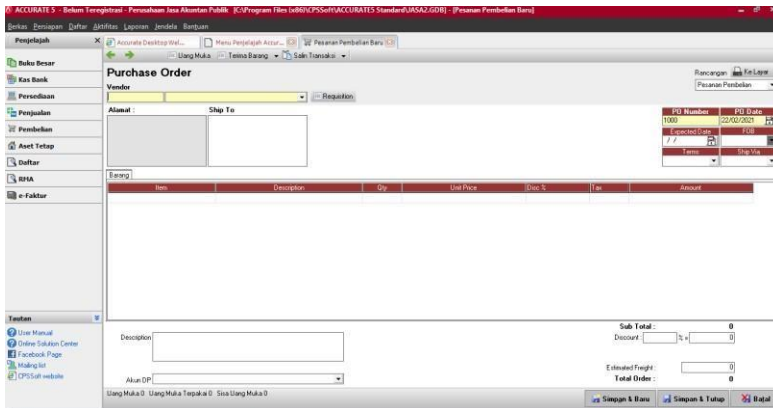 ACCURATE 5 - Belum Teregistrasi - Perusahaan Jasa Akuntan Publik [C:\Program Files (x86)\CPSSoft\ACCURATE5 Standard\JASA2.GDB] - [Pesanan Pembelian Baru]
Berkas Persiapan Daftar Aktifitas Laporan Jendela Bantuan
Penjelajah
Accurate Desktop Wel... Menu Penjelajah Accur... Pesanan Pembelian Baru
Uang Muka Terima Barang Salin Transaksi
Buku Besar
Kas Bank
Persediaan
Penjualan
Pembelian
Aset Tetap
Daftar
RMA
e-Faktur
Purchase Order
Rancangan Ke Layar
Pesanan Pembelian
Vendor
Requisition
Alamat : Ship To
PO Number PO Date
1000 22/02/2021
Expected Date FOB
/ /
Terms Ship Via
Barang
Item Description Qty Unit Price Disc % Tax Amount
Tautan
User Manual
Online Solution Center
Facebook Page
Mailing list
CPSSoft website
Description
Akun DP
Sub Total : 0
Discount : % = 0
Estimated Freight : 0
Total Order : 0
Uang Muka 0 Uang Muka Terpakai 0 Sisa Uang Muka 0
Simpan & Baru Simpan & Tutup Batal